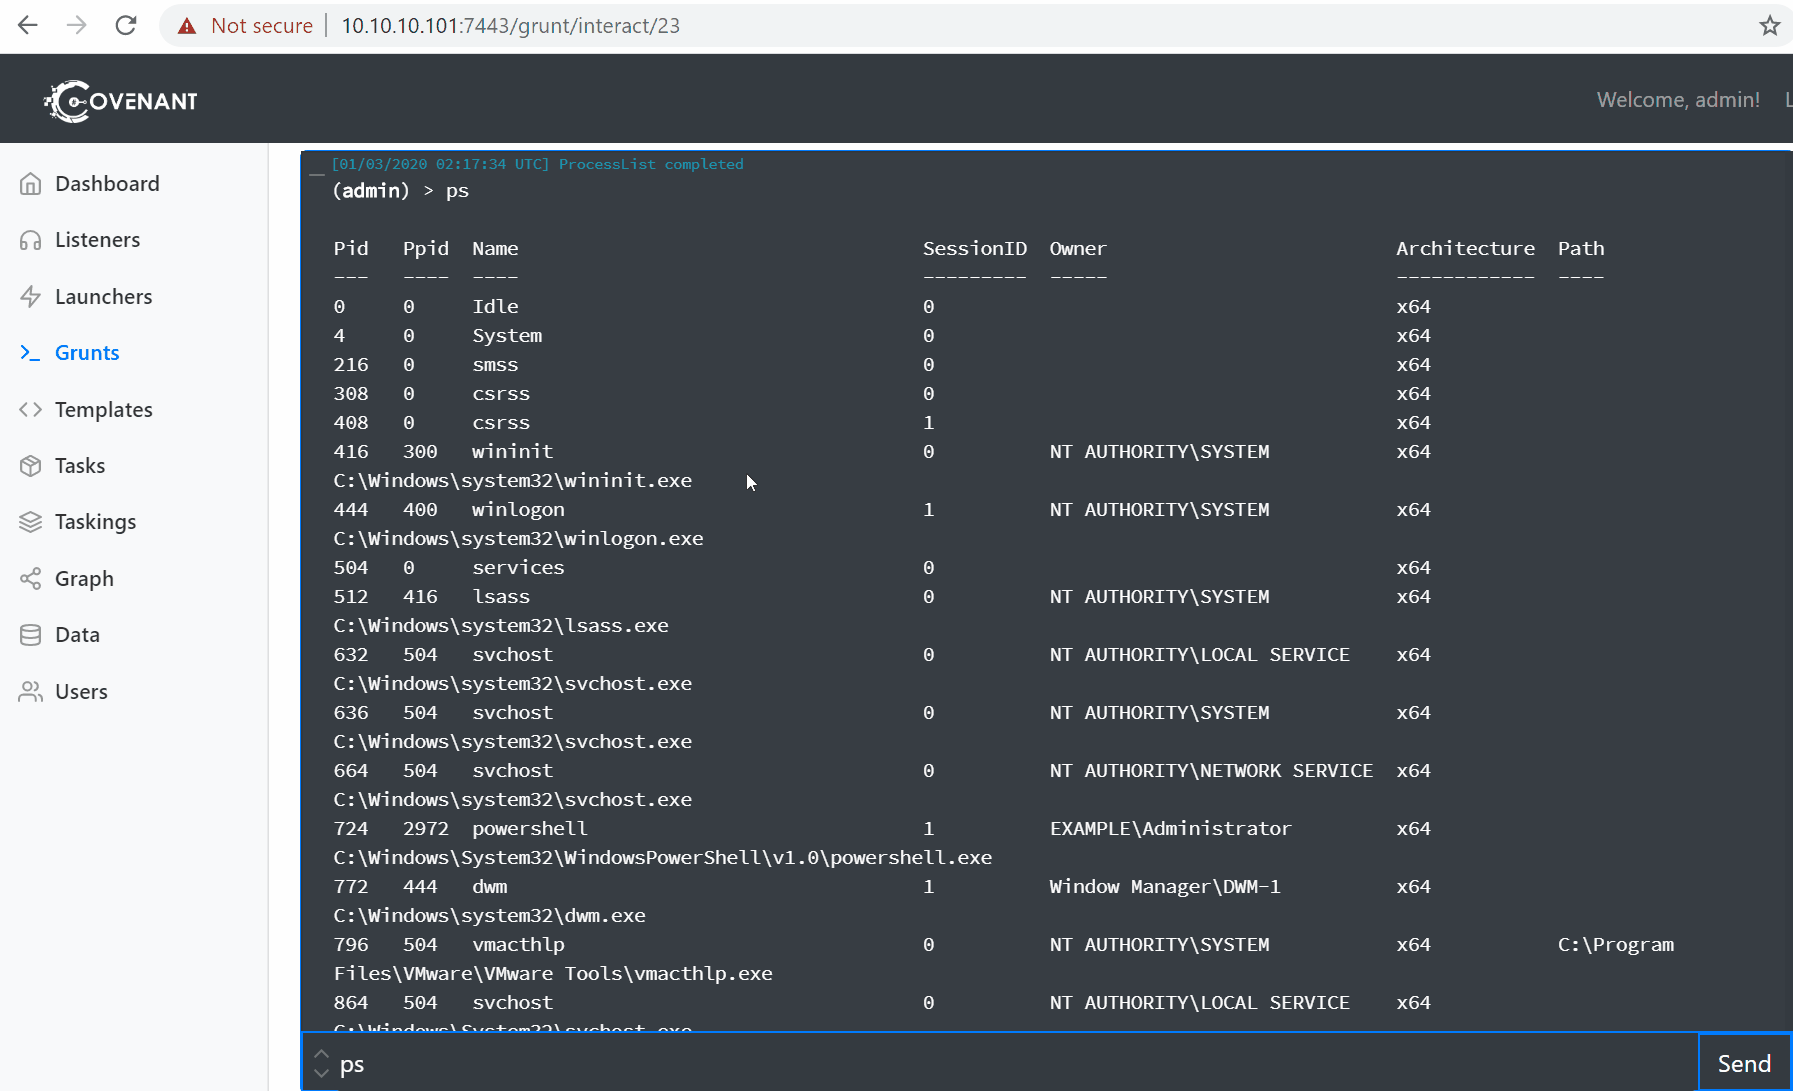 Not secure | 10.10.10.101:7443/grunt/interact/23
COVENANT
Welcome, admin! L
Dashboard
Listeners
Launchers
Grunts
Templates
Tasks
Taskings
Graph
Data
Users
[01/03/2020 02:17:34 UTC] ProcessList completed
(admin) > ps
Pid Ppid Name SessionID Owner Architecture Path
--- ---- ---- --------- ----- ------------ ----
0 0 Idle 0 x64
4 0 System 0 x64
216 0 smss 0 x64
308 0 csrss 0 x64
408 0 csrss 1 x64
416 300 wininit 0 NT AUTHORITY\SYSTEM x64
C:\Windows\system32\wininit.exe
444 400 winlogon 1 NT AUTHORITY\SYSTEM x64
C:\Windows\system32\winlogon.exe
504 0 services 0 x64
512 416 lsass 0 NT AUTHORITY\SYSTEM x64
C:\Windows\system32\lsass.exe
632 504 svchost 0 NT AUTHORITY\LOCAL SERVICE x64
C:\Windows\system32\svchost.exe
636 504 svchost 0 NT AUTHORITY\SYSTEM x64
C:\Windows\system32\svchost.exe
664 504 svchost 0 NT AUTHORITY\NETWORK SERVICE x64
C:\Windows\system32\svchost.exe
724 2972 powershell 1 EXAMPLE\Administrator x64
C:\Windows\System32\WindowsPowerShell\v1.0\powershell.exe
772 444 dwm 1 Window Manager\DWM-1 x64
C:\Windows\system32\dwm.exe
796 504 vmacthlp 0 NT AUTHORITY\SYSTEM x64 C:\Program
Files\VMware\VMware Tools\vmacthlp.exe
864 504 svchost 0 NT AUTHORITY\LOCAL SERVICE x64
C:\Windows\System32\svchost.exe
ps
Send